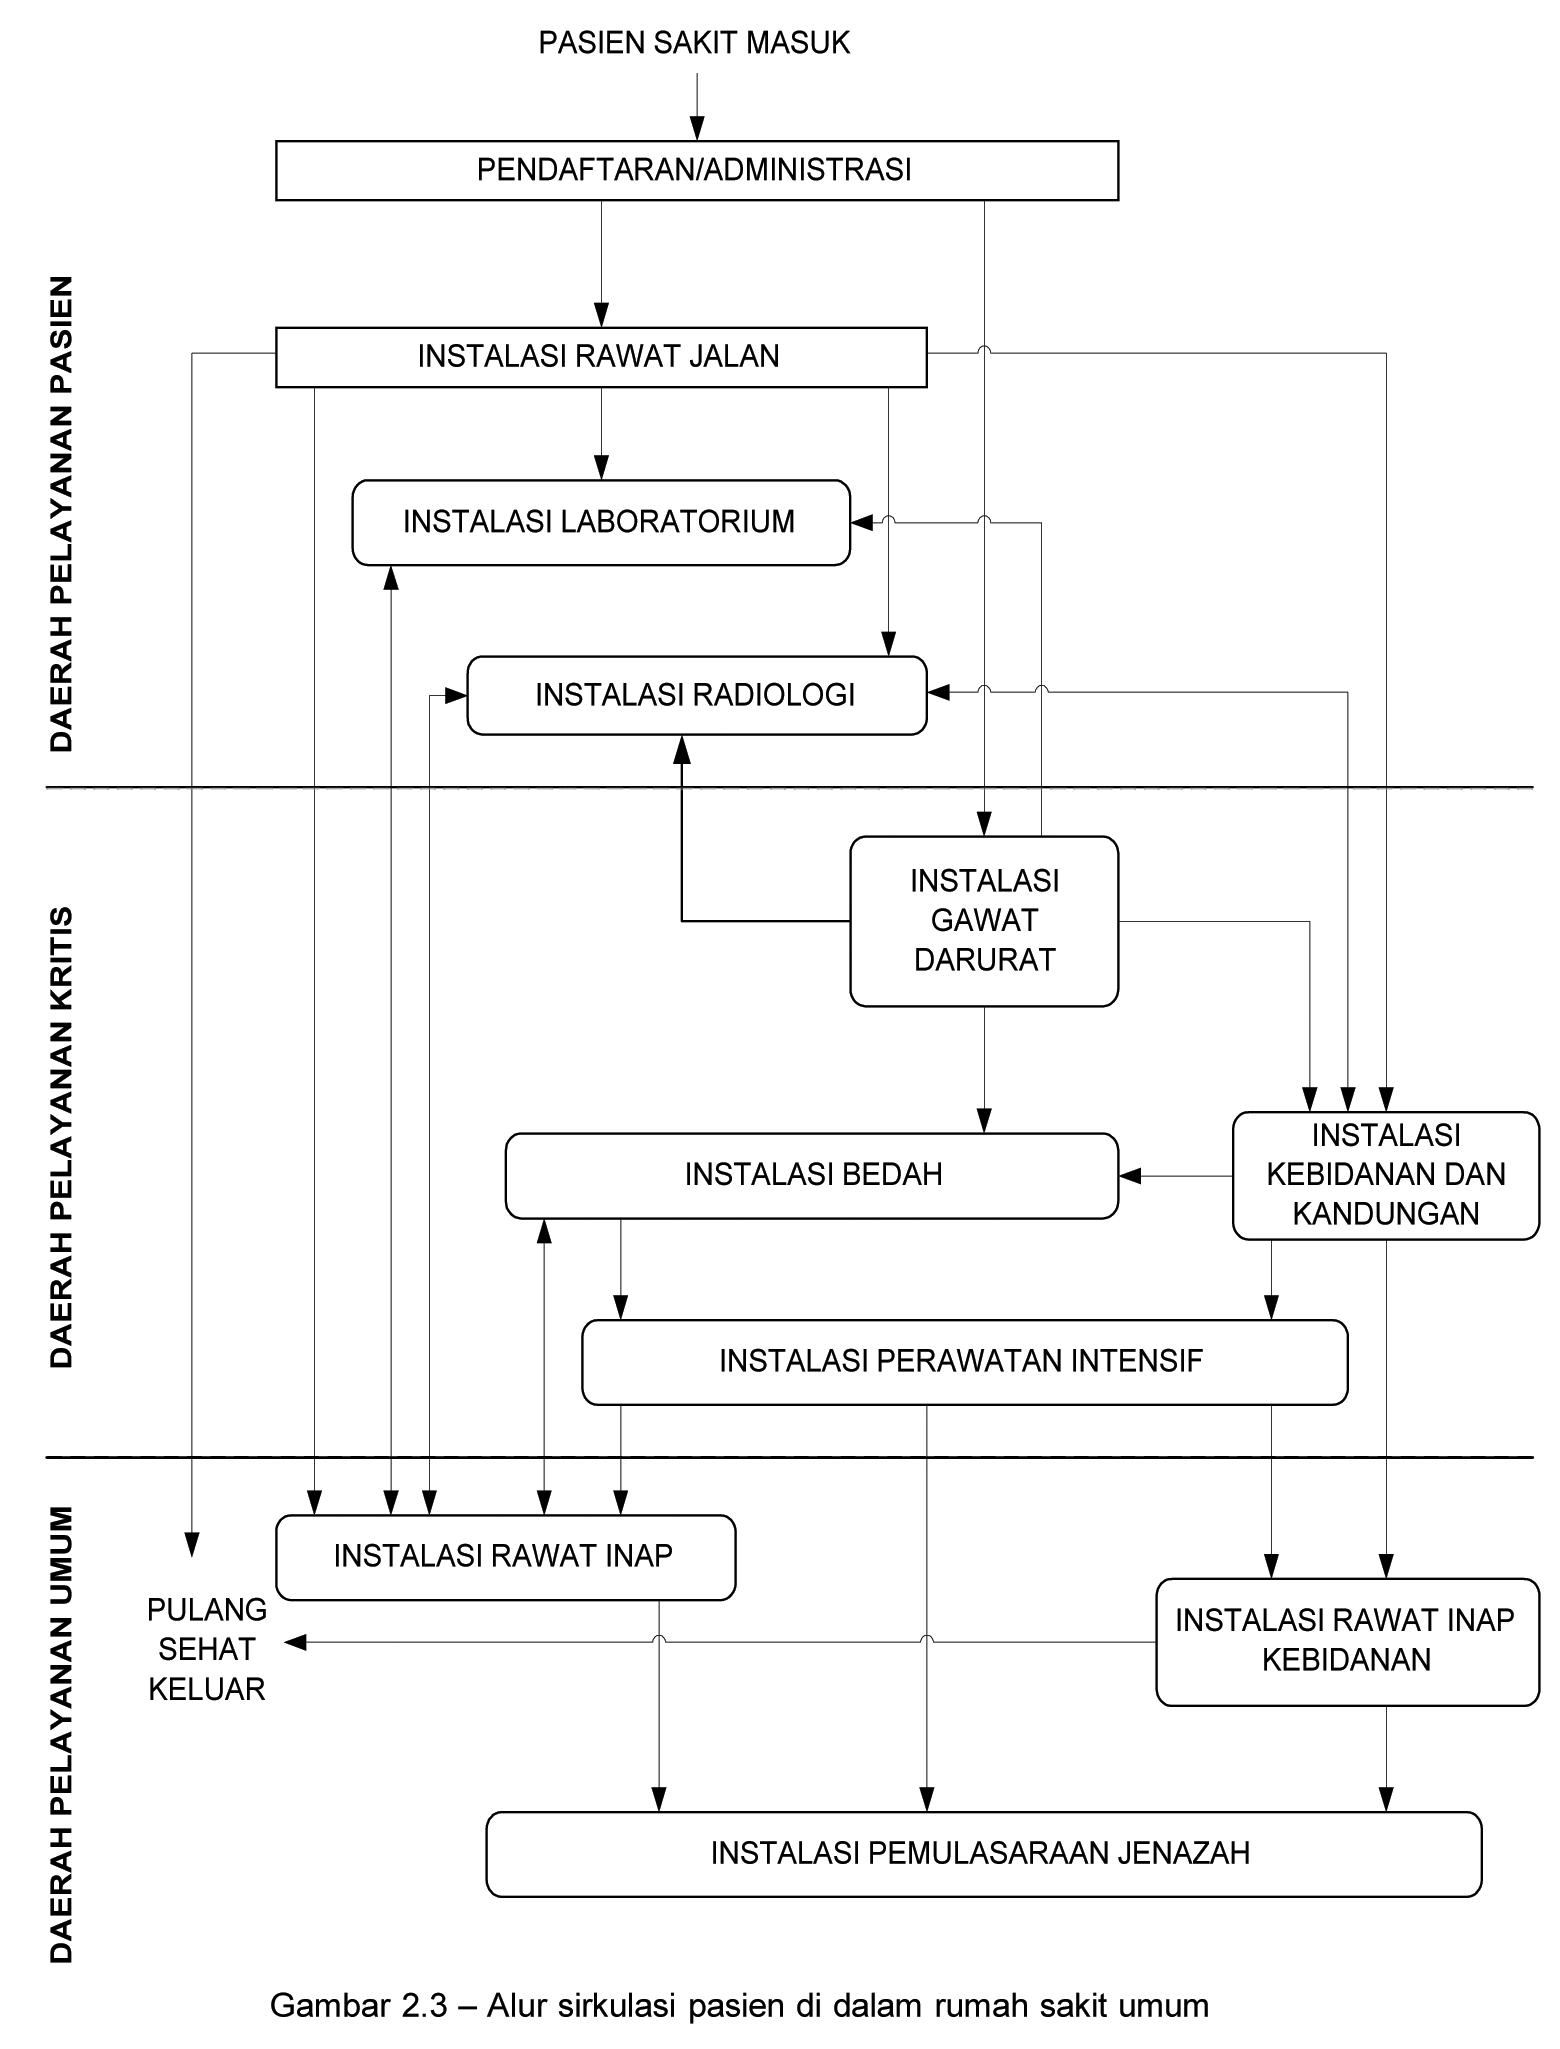 PASIEN SAKIT MASUK
PENDAFTARAN/ADMINISTRASI
DAERAH PELAYANAN PASIEN
INSTALASI RAWAT JALAN
INSTALASI LABORATORIUM
INSTALASI RADIOLOGI
DAERAH PELAYANAN KRITIS
INSTALASI
GAWAT
DARURAT
INSTALASI BEDAH
INSTALASI
KEBIDANAN DAN
KANDUNGAN
INSTALASI PERAWATAN INTENSIF
DAERAH PELAYANAN UMUM
INSTALASI RAWAT INAP
PULANG
SEHAT
KELUAR
INSTALASI RAWAT INAP
KEBIDANAN
INSTALASI PEMULASARAAN JENAZAH
Gambar 2.3 – Alur sirkulasi pasien di dalam rumah sakit umum